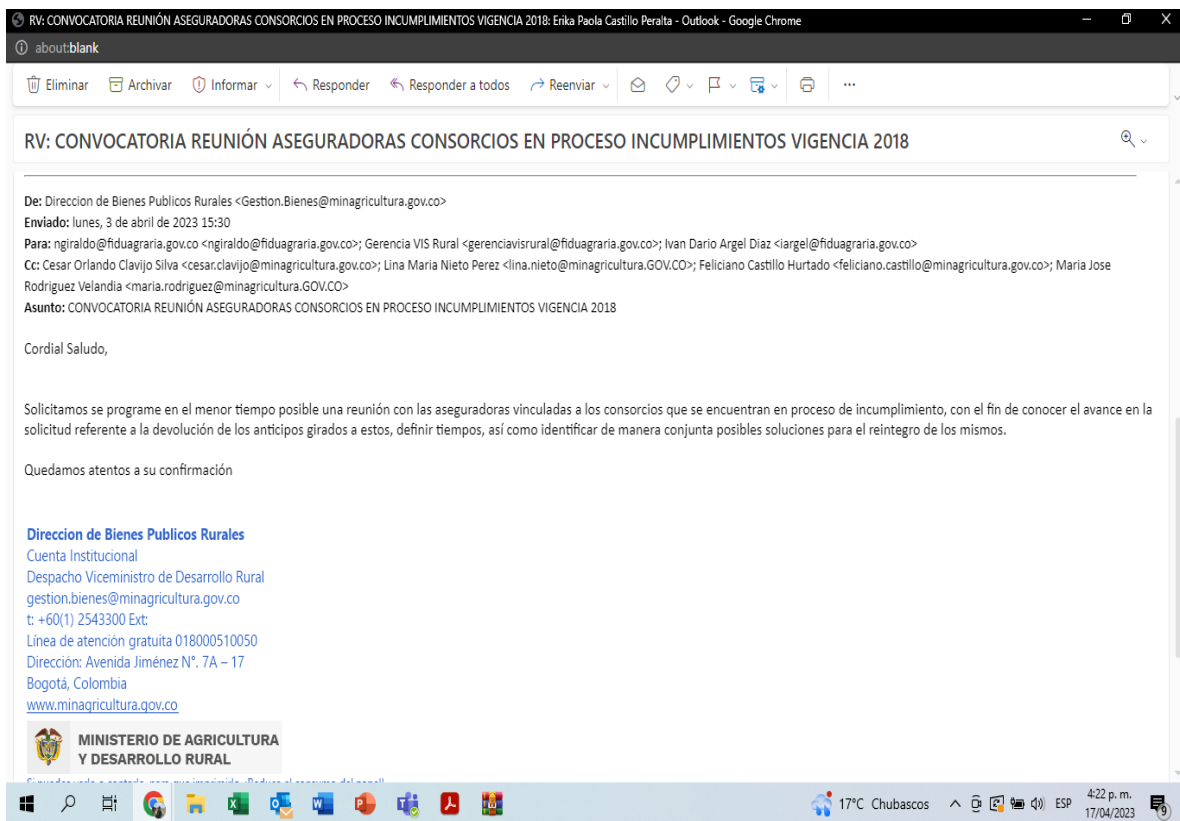 RV: CONVOCATORIA REUNIÓN ASEGURADORAS CONSORCIOS EN PROCESO INCUMPLIMIENTOS VIGENCIA 2018: Erika Paola Castillo Peralta - Outlook - Google Chrome
about:blank
Eliminar Archivar Informar Responder Responder a todos Reenviar ...
RV: CONVOCATORIA REUNIÓN ASEGURADORAS CONSORCIOS EN PROCESO INCUMPLIMIENTOS VIGENCIA 2018
De: Direccion de Bienes Publicos Rurales <Gestion.Bienes@minagricultura.gov.co>
Enviado: lunes, 3 de abril de 2023 15:30
Para: ngiraldo@fiduagraria.gov.co <ngiraldo@fiduagraria.gov.co>; Gerencia VIS Rural <gerenciavisrural@fiduagraria.gov.co>; Ivan Dario Argel Diaz <iargel@fiduagraria.gov.co>
Cc: Cesar Orlando Clavijo Silva <cesar.clavijo@minagricultura.gov.co>; Lina Maria Nieto Perez <lina.nieto@minagricultura.GOV.CO>; Feliciano Castillo Hurtado <feliciano.castillo@minagricultura.gov.co>; Maria Jose
Rodriguez Velandia <maria.rodriguez@minagricultura.GOV.CO>
Asunto: CONVOCATORIA REUNIÓN ASEGURADORAS CONSORCIOS EN PROCESO INCUMPLIMIENTOS VIGENCIA 2018
Cordial Saludo,
Solicitamos se programe en el menor tiempo posible una reunión con las aseguradoras vinculadas a los consorcios que se encuentran en proceso de incumplimiento, con el fin de conocer el avance en la
solicitud referente a la devolución de los anticipos girados a estos, definir tiempos, así como identificar de manera conjunta posibles soluciones para el reintegro de los mismos.
Quedamos atentos a su confirmación
Direccion de Bienes Publicos Rurales
Cuenta Institucional
Despacho Viceministro de Desarrollo Rural
gestion.bienes@minagricultura.gov.co
t: +60(1) 2543300 Ext:
Línea de atención gratuita 018000510050
Dirección: Avenida Jiménez N°. 7A – 17
Bogotá, Colombia
www.minagricultura.gov.co
MINISTERIO DE AGRICULTURA
Y DESARROLLO RURAL
17°C Chubascos ESP 4:22 p. m.
17/04/2023 9